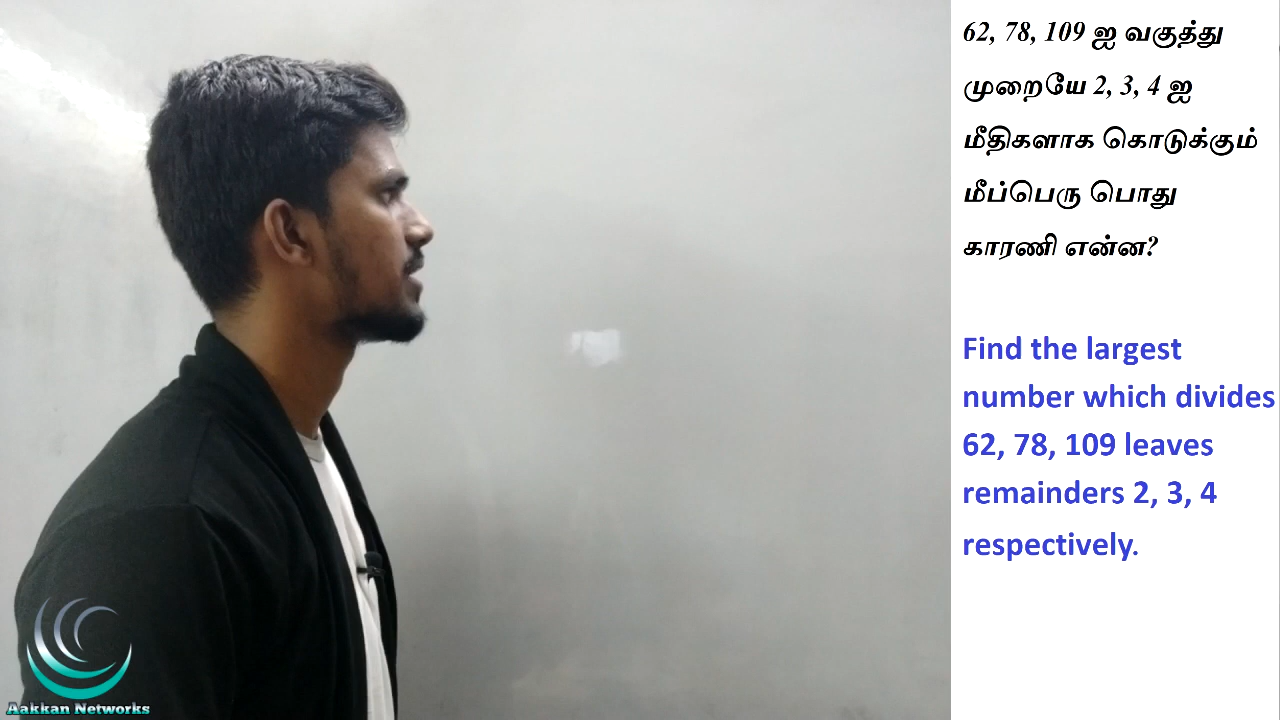 62, 78, 109 ஐ வகுத்து
முறையே 2, 3, 4 ஐ
மீதிகளாக கொடுக்கும்
மீப்பெரு பொது
காரணி என்ன?
Find the largest
number which divides
62, 78, 109 leaves
remainders 2, 3, 4
respectively.
Aakkan Networks